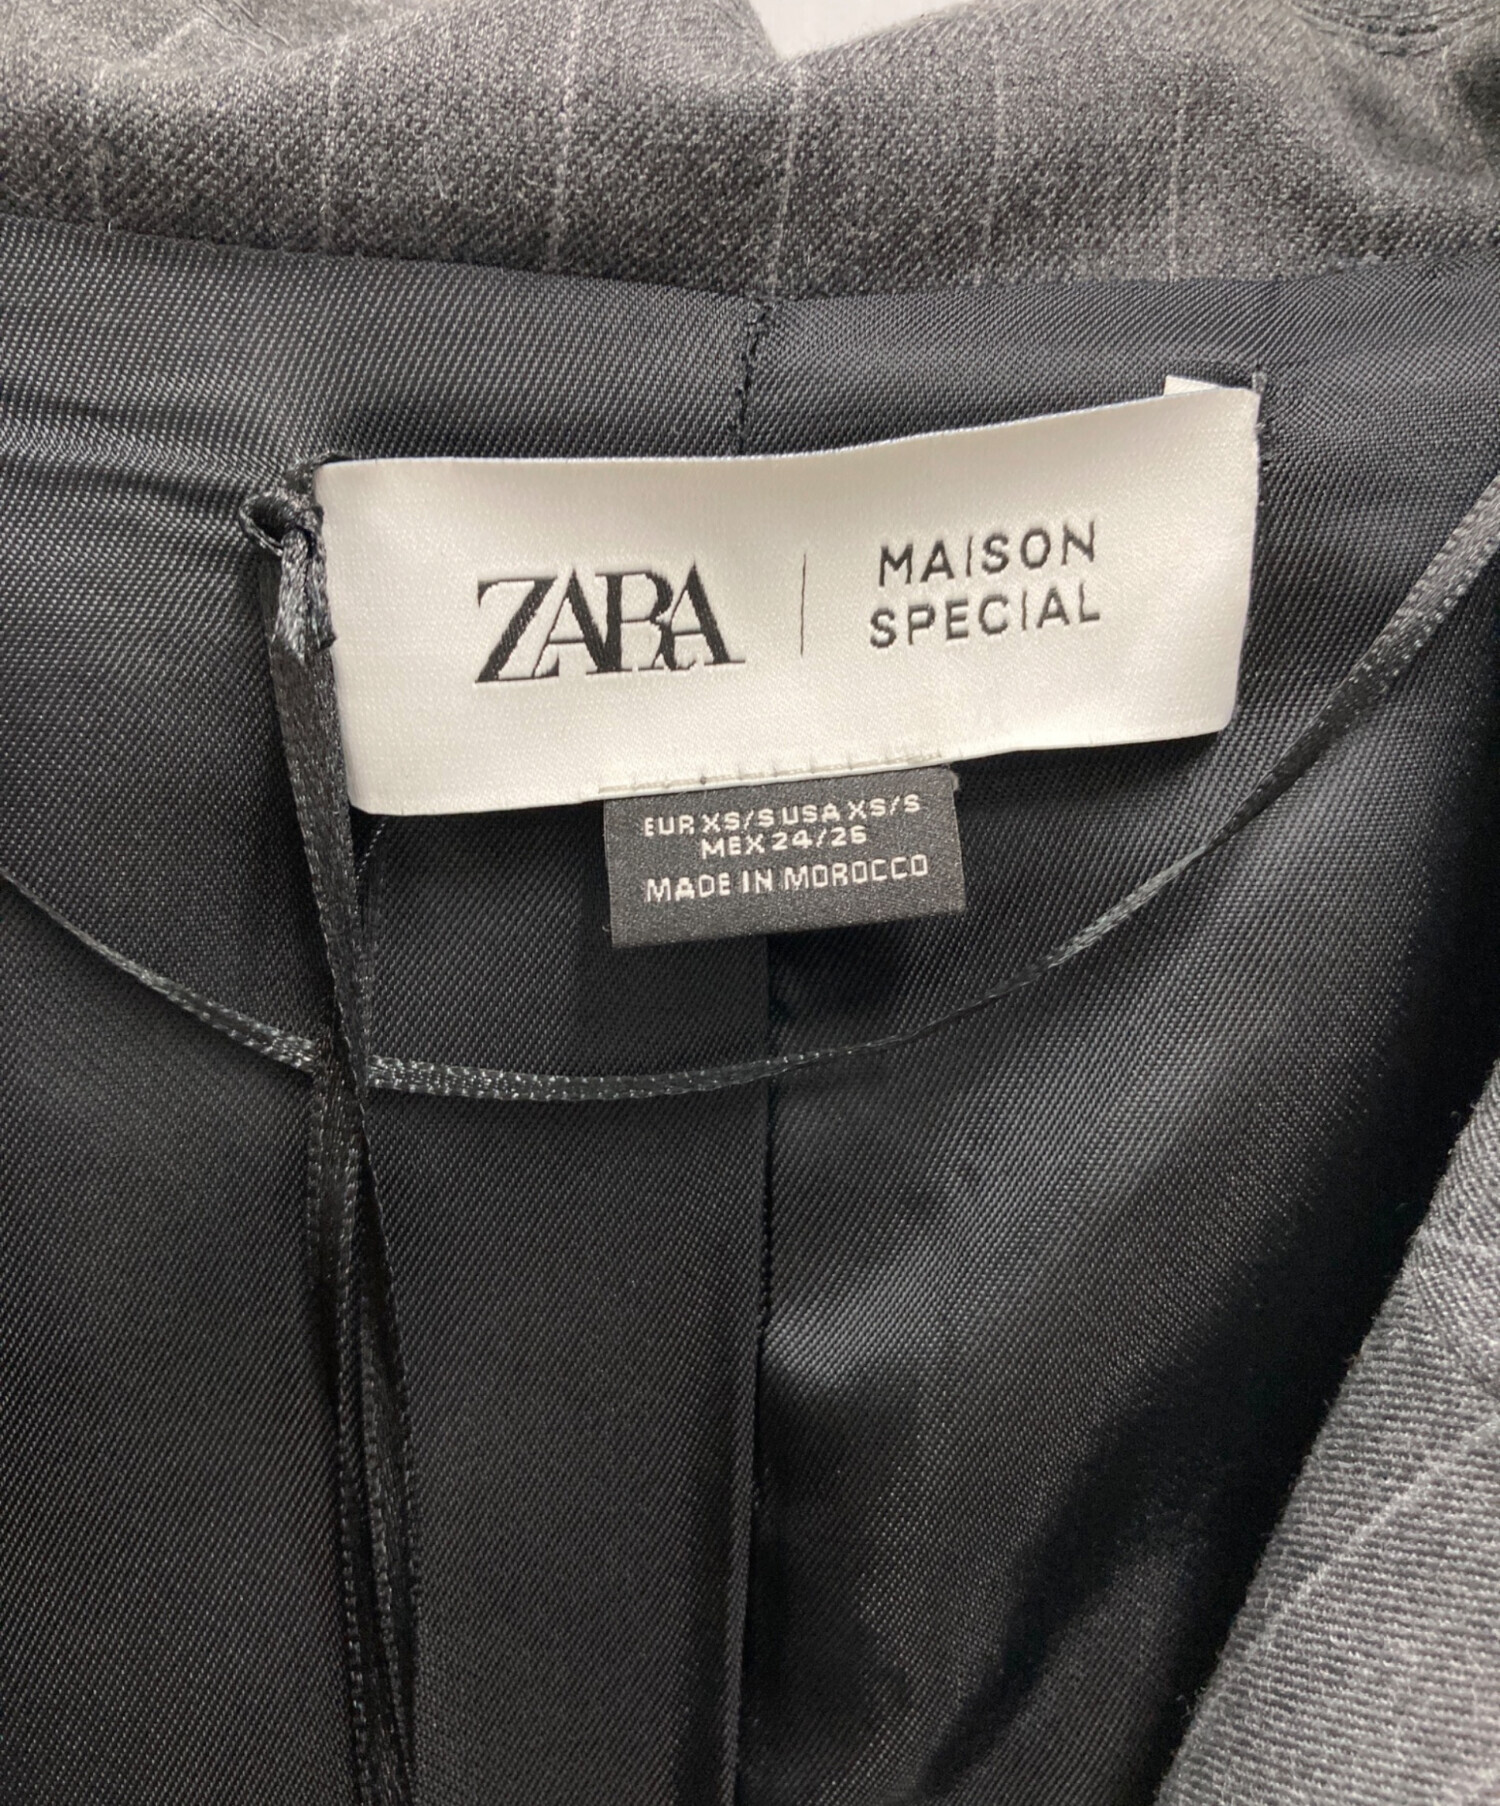 ZARA
MAISON
SPECIAL
EUR XS/S USA XS/S
MEX 24/26
MADE IN MOROCCO